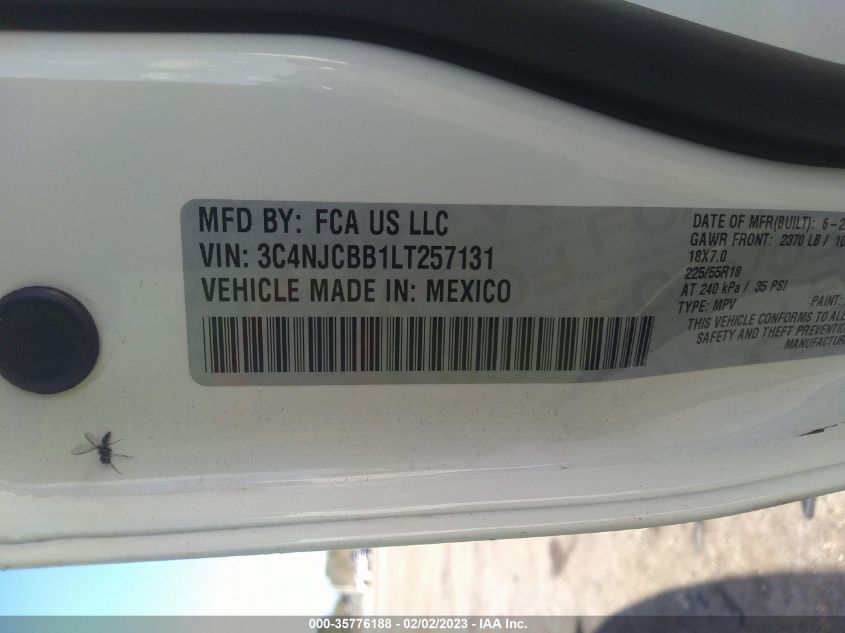 MFD BY: FCA US LLC
VIN: 3C4NJCBB1LT257131
VEHICLE MADE IN: MEXICO
DATE OF MFR(BUILT): 6-2
GAWR FRONT: 2370 LB / 10
18X7.0
225/55R18
AT 240 kPa / 35 PSI
TYPE: MPV PAINT:
THIS VEHICLE CONFORMS TO ALL
SAFETY AND THEFT PREVENTIO
MANUFACTUR
000-35776188 - 02/02/2023 - IAA Inc.